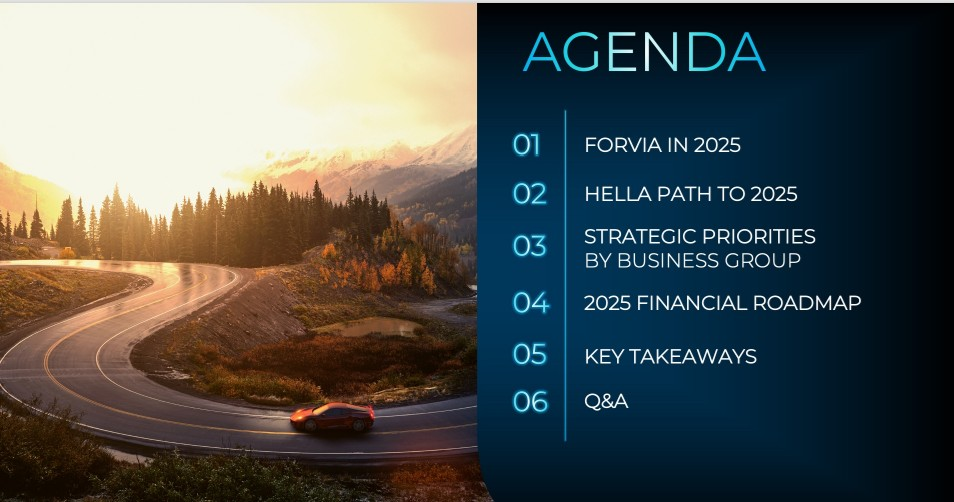 AGENDA
01 FORVIA IN 2025
02 HELLA PATH TO 2025
03 STRATEGIC PRIORITIES
BY BUSINESS GROUP
04 2025 FINANCIAL ROADMAP
05 KEY TAKEAWAYS
06 Q&A